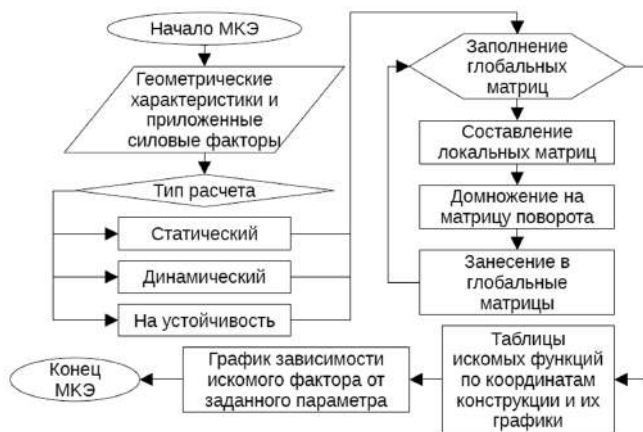 Начало МКЭ
Геометрические
характеристики и
приложенные
силовые факторы
Тип расчета
Статический
Динамический
На устойчивость
Заполнение
глобальных
матриц
Составление
локальных матриц
Домножение на
матрицу поворота
Занесение в
глобальные
матрицы
Таблицы
искомых функций
по координатам
конструкции и их
графики
График зависимости
искомого фактора от
заданного параметра
Конец
МКЭ